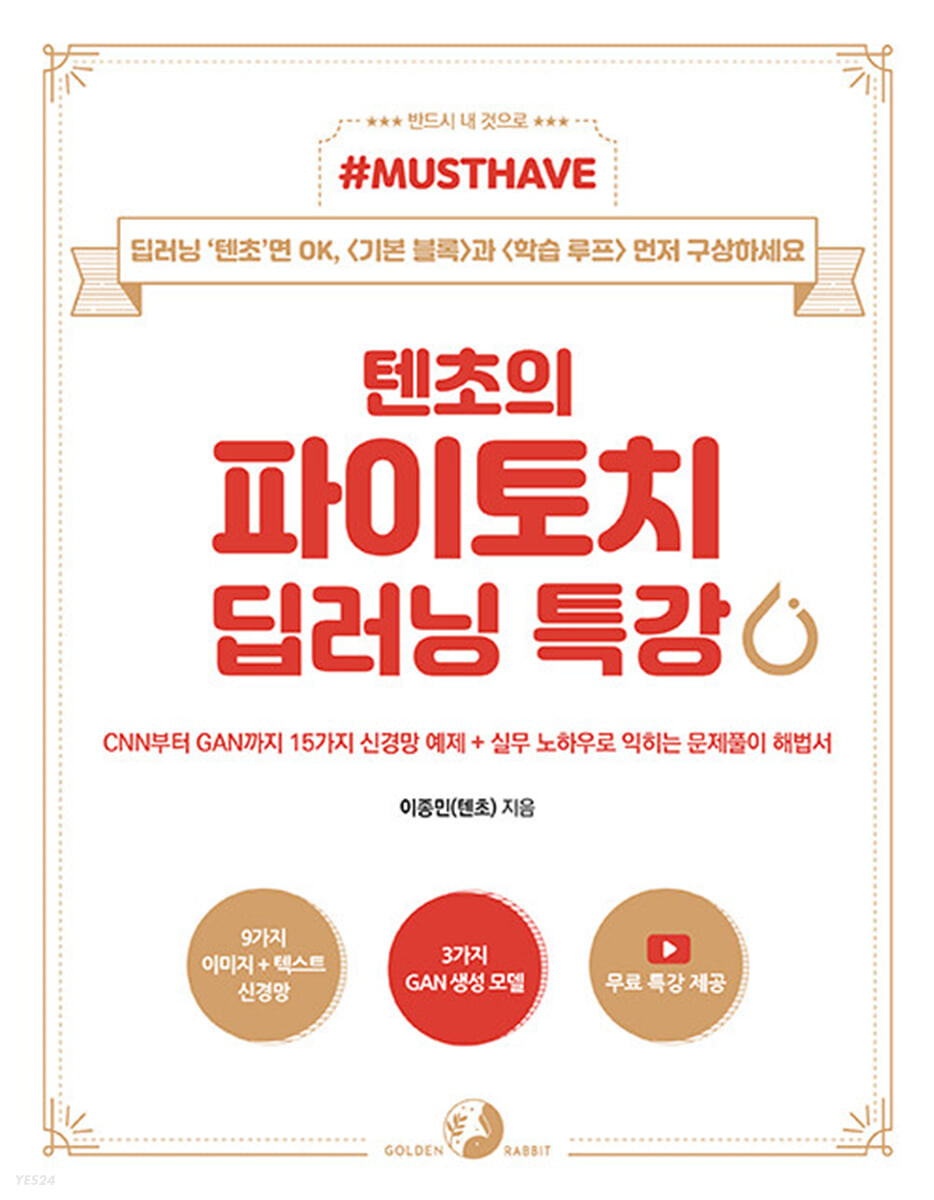 ★★★ 반드시 내 것으로 ★★★
#MUSTHAVE
딥러닝 ‘텐초’면 OK, <기본 블록>과 <학습 루프> 먼저 구상하세요
텐초의
파이토치
딥러닝 특강
CNN부터 GAN까지 15가지 신경망 예제 + 실무 노하우로 익히는 문제풀이 해법서
이종민(텐초) 지음
9가지
이미지 + 텍스트
신경망
3가지
GAN 생성 모델
무료 특강 제공
GOLDEN RABBIT
YES24